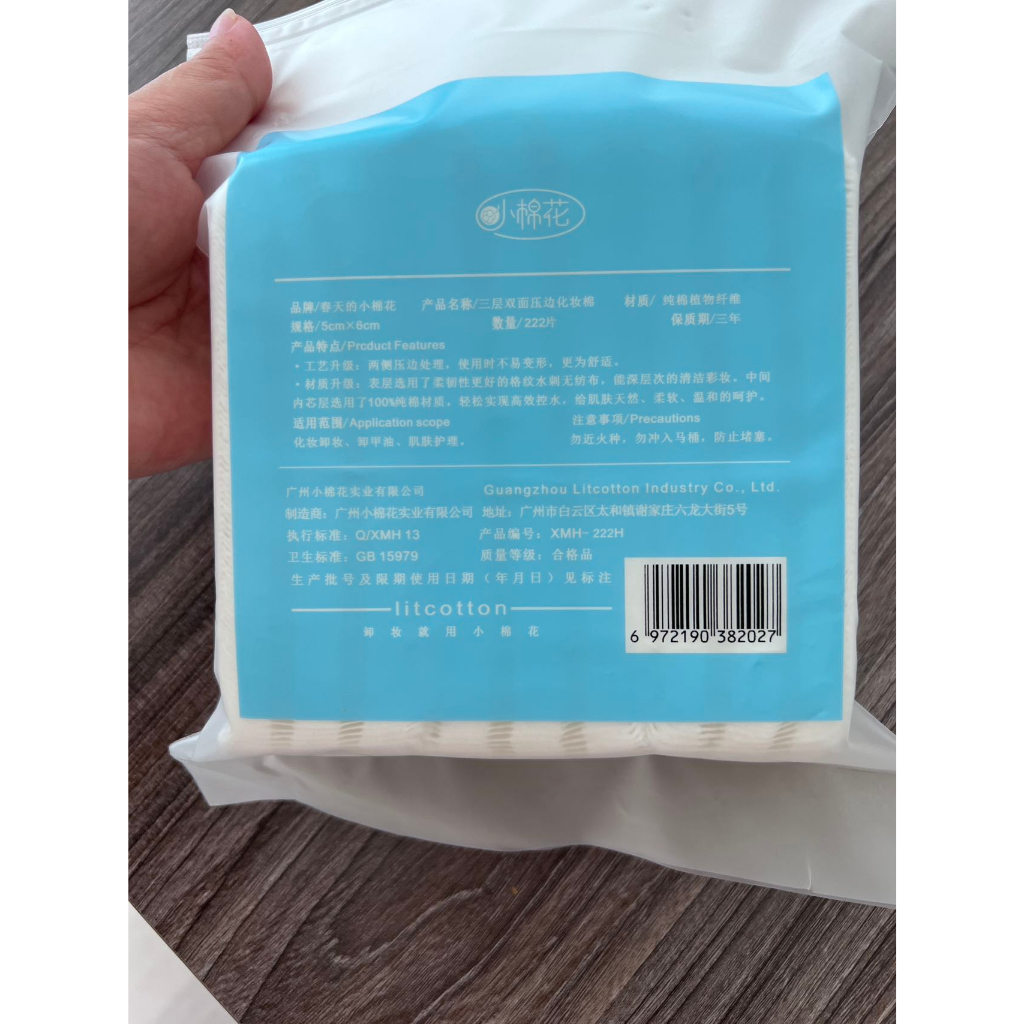 小棉花
品牌/春天的小棉花 产品名称/三层双面压边化妆棉 材质/ 纯棉植物纤维
规格/5cm×6cm 数量/222片 保质期/三年
产品特点/Prcduct Features
·工艺升级：两侧压边处理，使用时不易变形，更为舒适。
·材质升级：表层选用了柔韧性更好的格纹水刺无纺布，能深层次的清洁彩妆。中间
内芯层选用了100%纯棉材质，轻松实现高效控水，给肌肤天然、柔软、温和的呵护。
适用范围/Application scope 注意事项/Precautions
化妆卸妆、卸甲油、肌肤护理。 勿近火种，勿冲入马桶，防止堵塞。
广州小棉花实业有限公司 Guangzhou Litcotton Industry Co., Ltd.
制造商：广州小棉花实业有限公司 地址：广州市白云区太和镇谢家庄六龙大街5号
执行标准：Q/XMH 13 产品编号：XMH-222H
卫生标准：GB 15979 质量等级：合格品
生产批号及限期使用日期（年月日）见标注
litcotton
卸妆就用小棉花
6 972190 382027